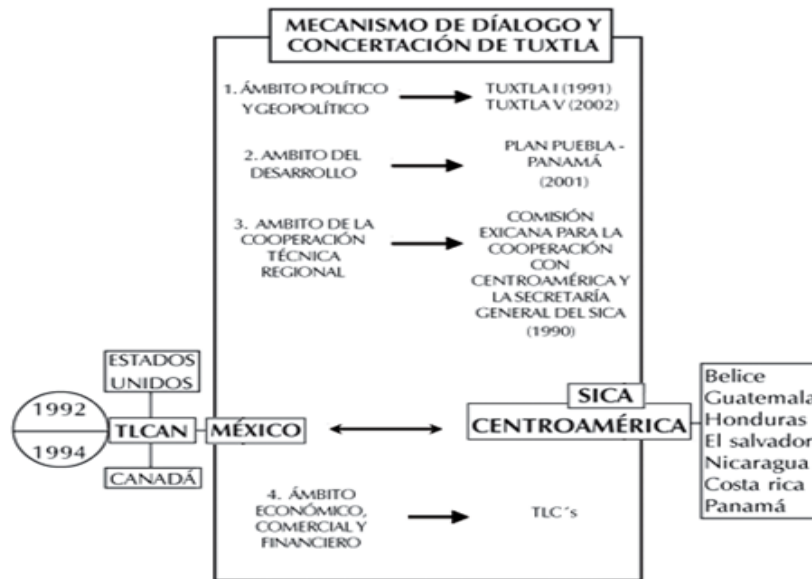 MECANISMO DE DÍALOGO Y
CONCERTACIÓN DE TUXTLA
1. ÁMBITO POLÍTICO
Y GEOPOLÍTICO
TUXTLA I (1991)
TUXTLA V (2002)
2. AMBITO DEL
DESARROLLO
PLAN PUEBLA -
PANAMÁ
(2001)
3. AMBITO DE LA
COOPERACIÓN
TÉCNICA
REGIONAL
COMISIÓN
EXICANA PARA LA
COOPERACIÓN
CON
CENTROAMÉRICA Y
LA SECRETARÍA
GENERAL DEL SICA
(1990)
ESTADOS
UNIDOS
1992
1994
TLCAN
MÉXICO
CANADÁ
SICA
CENTROAMÉRICA
Belice
Guatemala
Honduras
El salvador
Nicaragua
Costa rica
Panamá
4. ÁMBITO
ECONÓMICO,
COMERCIAL Y
FINANCIERO
TLC´s